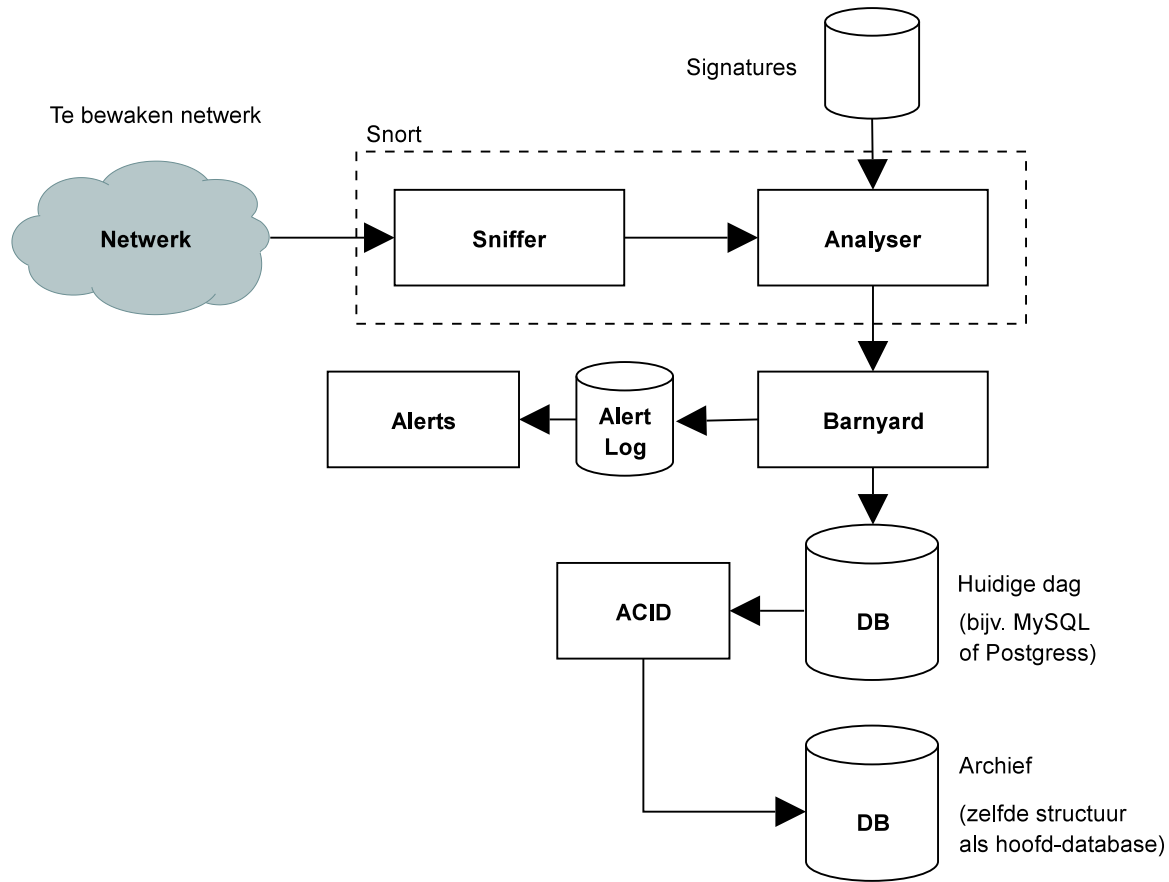 Signatures
Te bewaken netwerk
Snort
Netwerk
Sniffer
Analyser
Alerts
Alert
Log
Barnyard
ACID
DB
Huidige dag
(bijv. MySQL
of Postgress)
DB
Archief
(zelfde structuur
als hoofd-database)